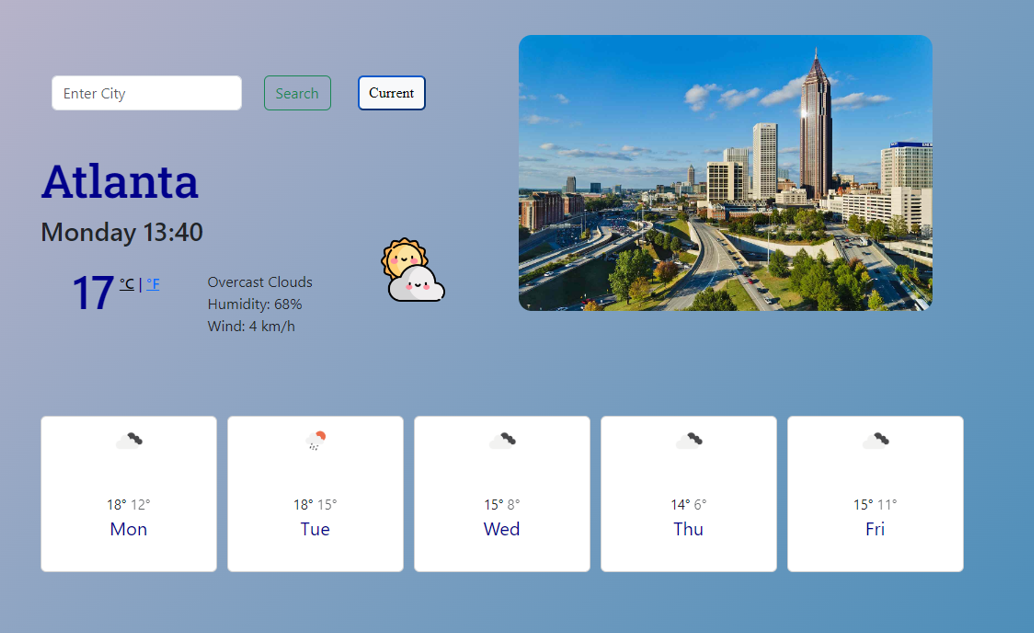 Enter City Search Current
Atlanta
Monday 13:40
17 °C | °F
Overcast Clouds
Humidity: 68%
Wind: 4 km/h
18° 12°
Mon
18° 15°
Tue
15° 8°
Wed
14° 6°
Thu
15° 11°
Fri